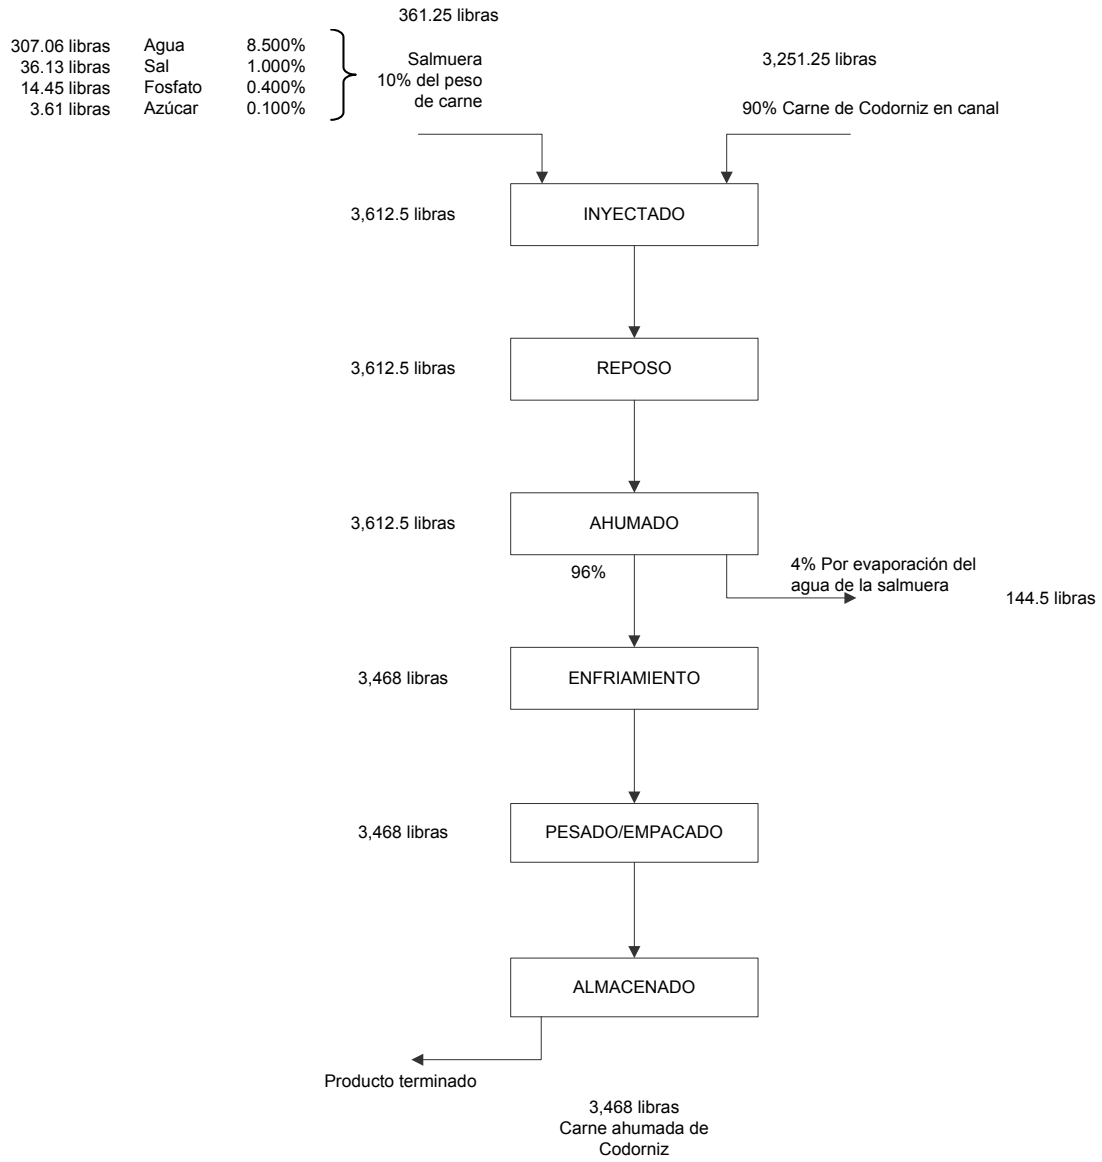 361.25 libras
307.06 libras Agua 8.500%
36.13 libras Sal 1.000%
14.45 libras Fosfato 0.400%
3.61 libras Azúcar 0.100%
Salmuera
10% del peso
de carne
3,251.25 libras
90% Carne de Codorniz en canal
3,612.5 libras INYECTADO
3,612.5 libras REPOSO
3,612.5 libras AHUMADO
96%
4% Por evaporación del
agua de la salmuera
144.5 libras
3,468 libras ENFRIAMIENTO
3,468 libras PESADO/EMPACADO
ALMACENADO
Producto terminado
3,468 libras
Carne ahumada de
Codorniz